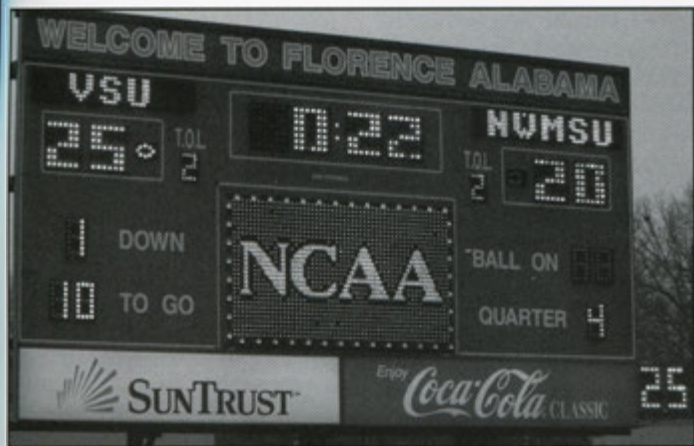 WELCOME TO FLORENCE ALABAMA
VSU 0:22 NWMSU
25 T.O.L 2 T.O.L 2 20
1 DOWN NCAA BALL ON
10 TO GO QUARTER 4
SUNTRUST Enjoy Coca-Cola CLASSIC 25